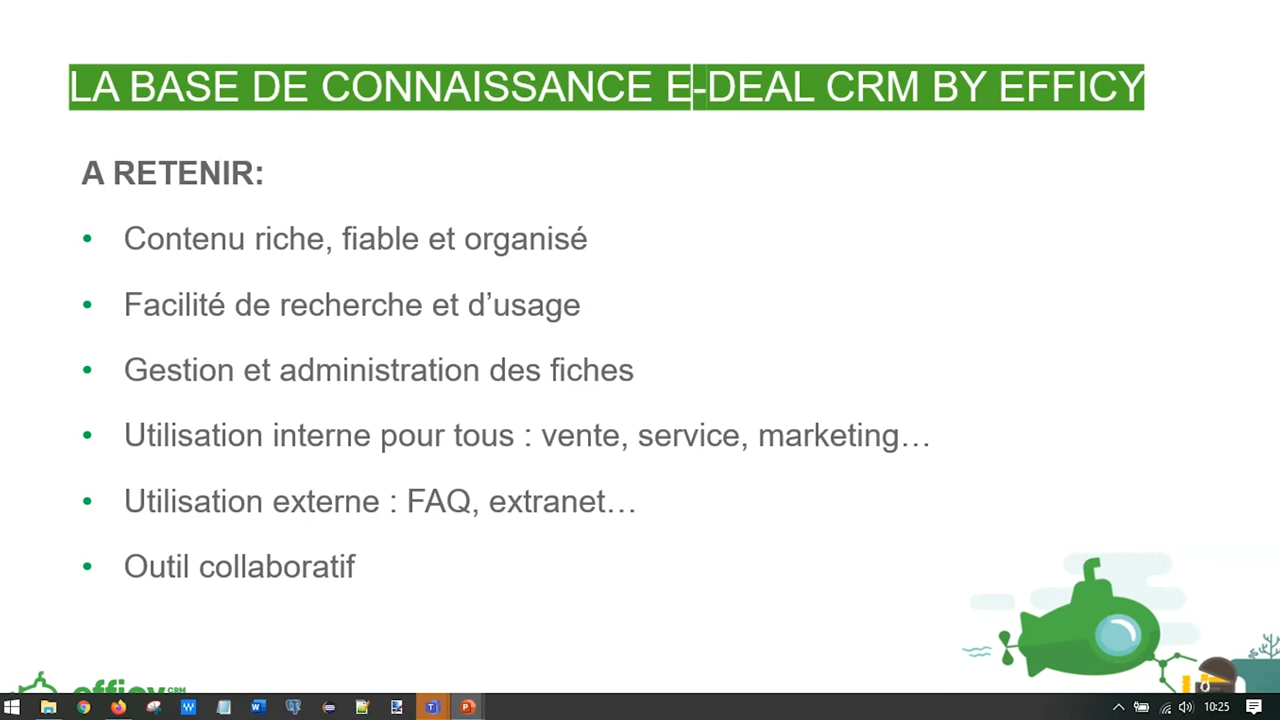 LA BASE DE CONNAISSANCE E-DEAL CRM BY EFFICY
A RETENIR:
• Contenu riche, fiable et organisé
• Facilité de recherche et d’usage
• Gestion et administration des fiches
• Utilisation interne pour tous : vente, service, marketing…
• Utilisation externe : FAQ, extranet…
• Outil collaboratif
efficy CRM
10:25